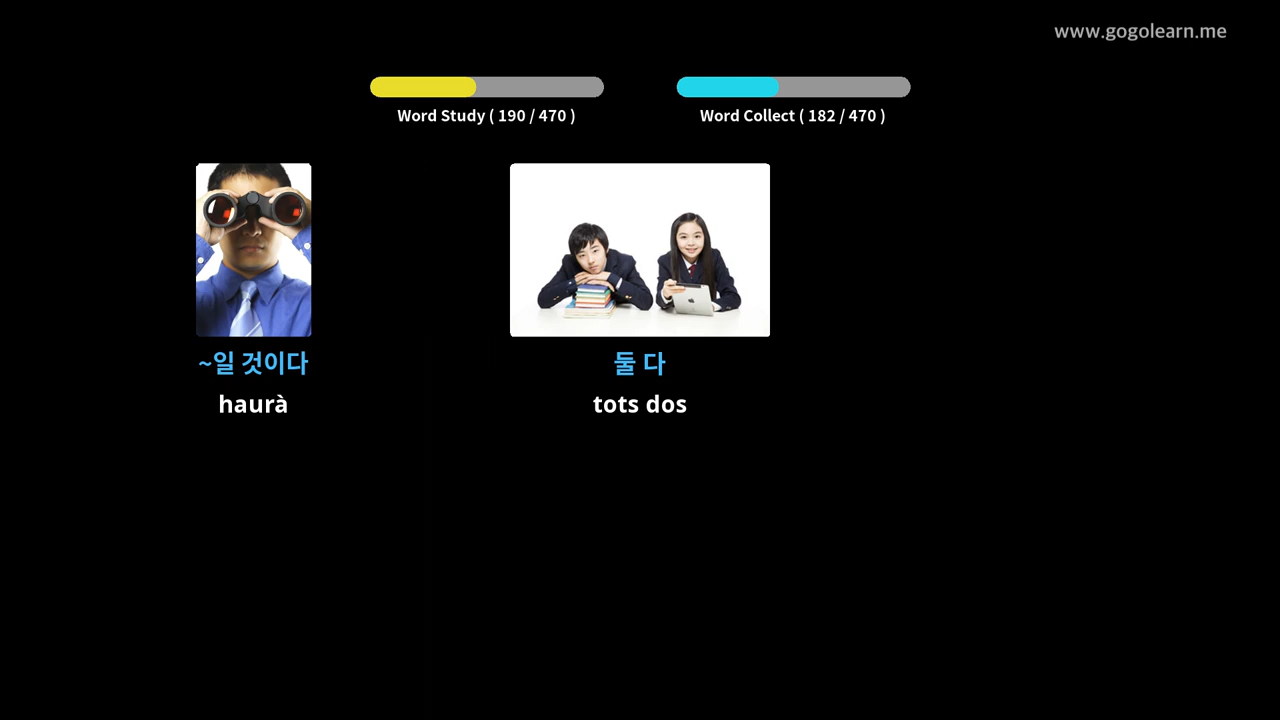 www.gogolearn.me
Word Study ( 190 / 470 )
Word Collect ( 182 / 470 )
~일 것이다
haurà
둘 다
tots dos